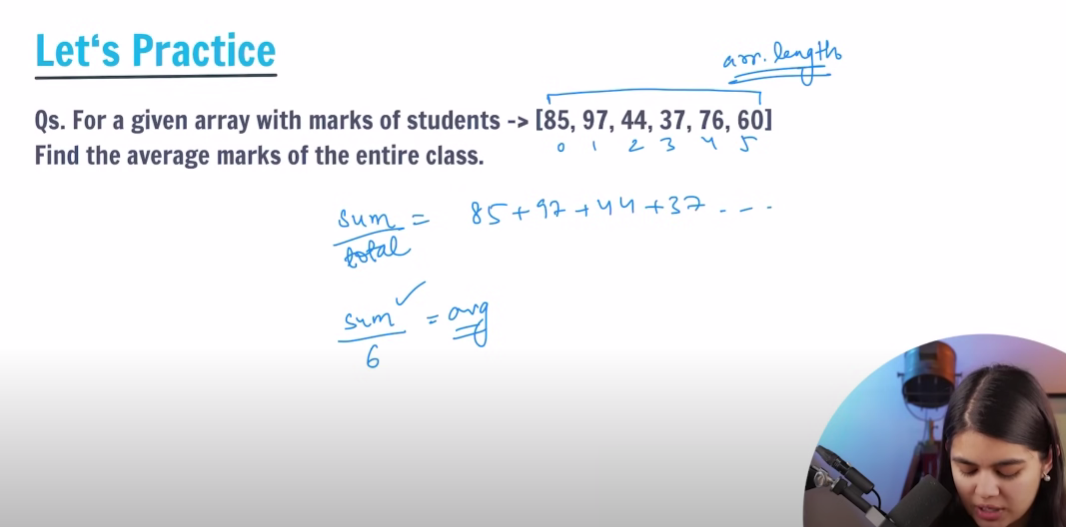 Let's Practice
arr.length
Qs. For a given array with marks of students -> [85, 97, 44, 37, 76, 60]
0 1 2 3 4 5
Find the average marks of the entire class.
sum = 85+97+44+37 - - -
total
sum ✓ = avg
6